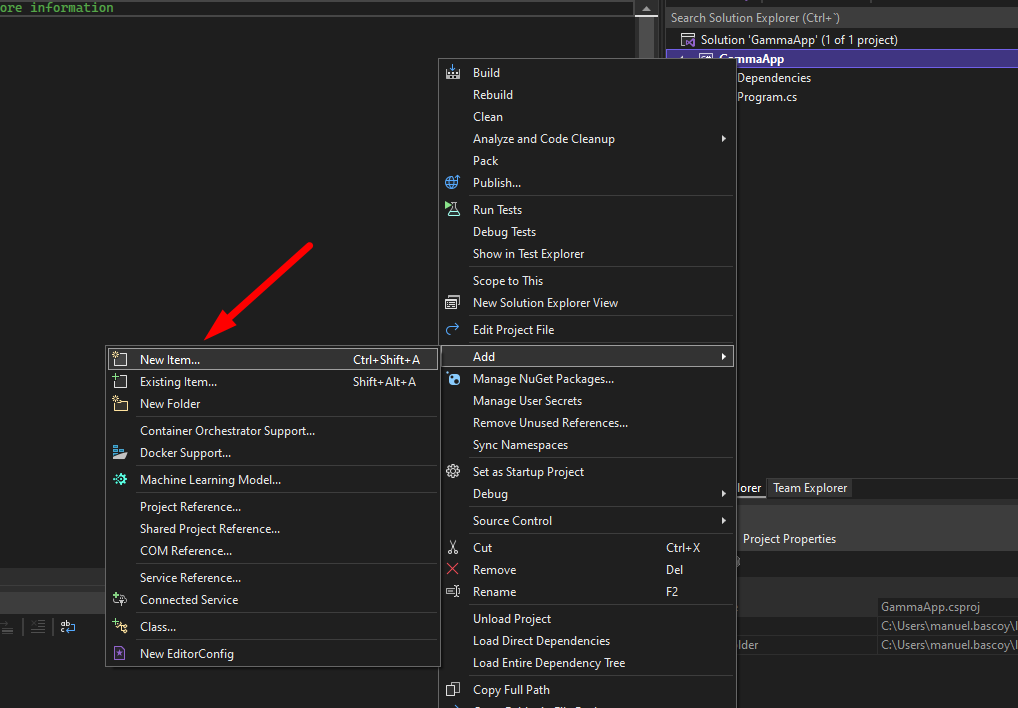 ore information
Search Solution Explorer (Ctrl+`)
Solution 'GammaApp' (1 of 1 project)
GammaApp
Dependencies
Program.cs
Build
Rebuild
Clean
Analyze and Code Cleanup
Pack
Publish...
Run Tests
Debug Tests
Show in Test Explorer
Scope to This
New Solution Explorer View
Edit Project File
Add
Manage NuGet Packages...
Manage User Secrets
Remove Unused References...
Sync Namespaces
Set as Startup Project
Debug
Source Control
Cut Ctrl+X
Remove Del
Rename F2
Unload Project
Load Direct Dependencies
Load Entire Dependency Tree
Copy Full Path
New Item... Ctrl+Shift+A
Existing Item... Shift+Alt+A
New Folder
Container Orchestrator Support...
Docker Support...
Machine Learning Model...
Project Reference...
Shared Project Reference...
COM Reference...
Service Reference...
Connected Service
Class...
New EditorConfig
lorer Team Explorer
Project Properties
GammaApp.csproj
C:\Users\manuel.bascoy\
lder C:\Users\manuel.bascoy\